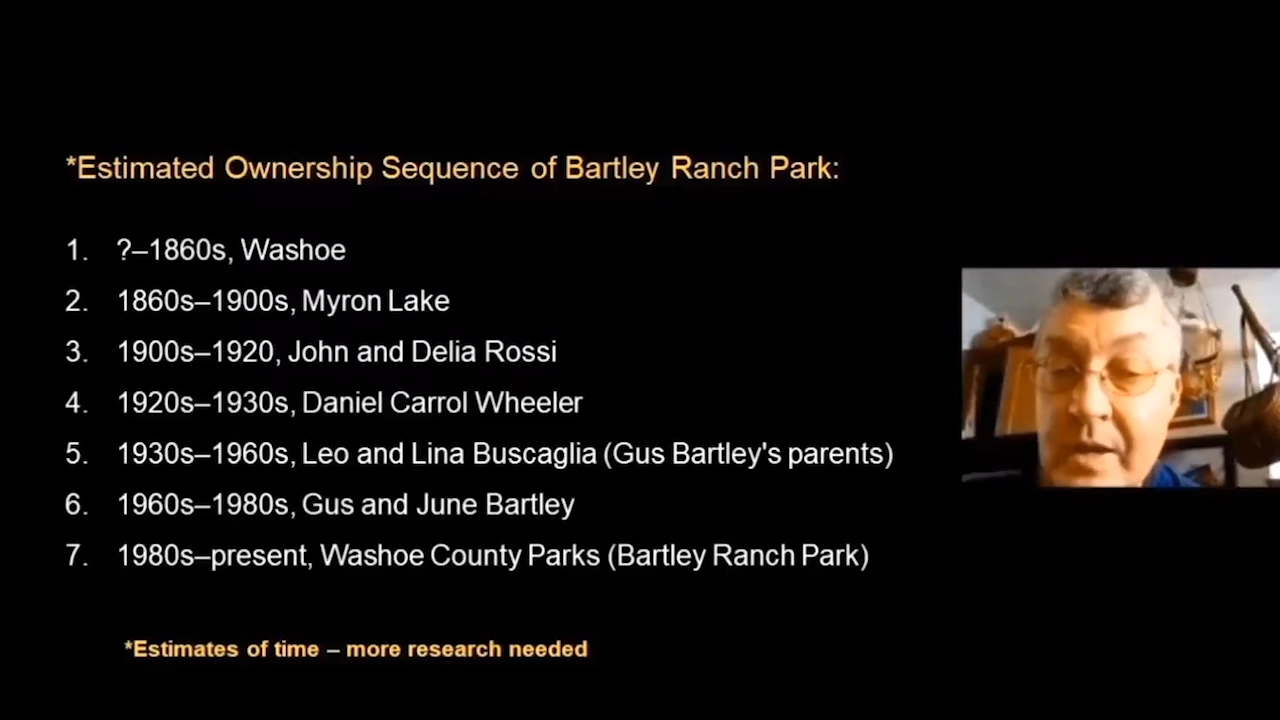 *Estimated Ownership Sequence of Bartley Ranch Park:
1. ?–1860s, Washoe
2. 1860s–1900s, Myron Lake
3. 1900s–1920, John and Delia Rossi
4. 1920s–1930s, Daniel Carrol Wheeler
5. 1930s–1960s, Leo and Lina Buscaglia (Gus Bartley's parents)
6. 1960s–1980s, Gus and June Bartley
7. 1980s–present, Washoe County Parks (Bartley Ranch Park)
*Estimates of time – more research needed